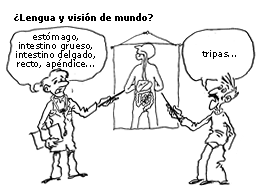 ¿Lengua y visión de mundo?
estómago,
intestino grueso,
intestino delgado,
recto, apéndice...
tripas...